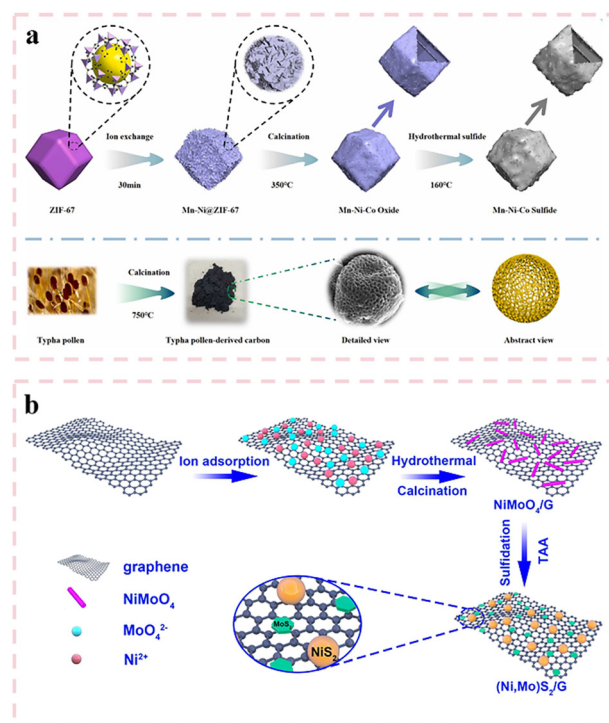 a
Ion exchange
30min
Calcination
350℃
Hydrothermal sulfide
160℃
ZIF-67
Mn-Ni@ZIF-67
Mn-Ni-Co Oxide
Mn-Ni-Co Sulfide
Calcination
750℃
Typha pollen
Typha pollen-derived carbon
Detailed view
Abstract view
b
Ion adsorption
Hydrothermal
Calcination
NiMoO4/G
Sulfidation
TAA
graphene
NiMoO4
MoO4²⁻
Ni²⁺
MoS2
NiS2
(Ni,Mo)S2/G